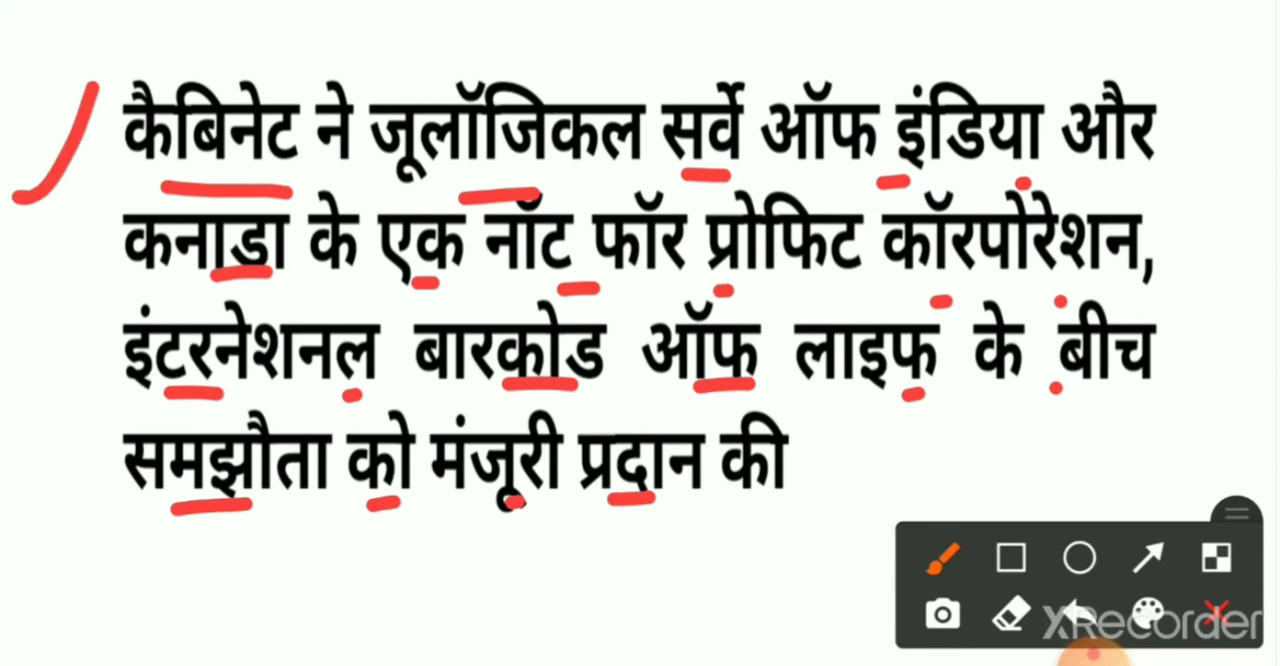 कैबिनेट ने जूलॉजिकल सर्वे ऑफ इंडिया और
कनाडा के एक नॉट फॉर प्रोफिट कॉरपोरेशन,
इंटरनेशनल बारकोड ऑफ लाइफ के बीच
समझौता को मंजूरी प्रदान की
XRecorder